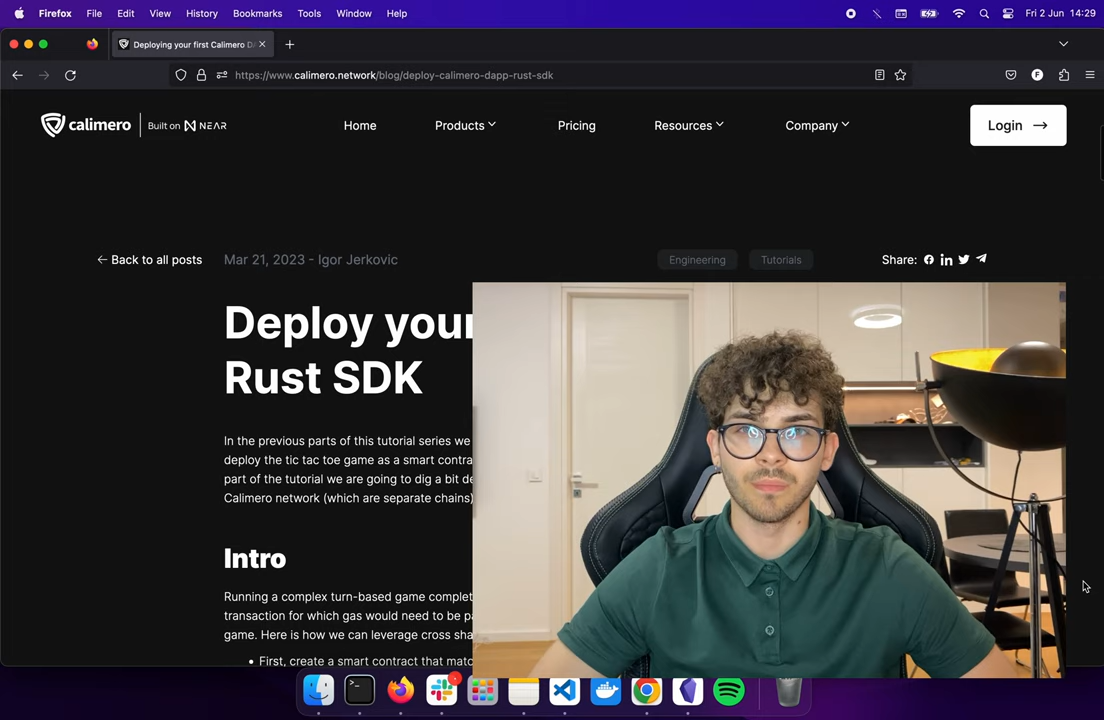 Firefox File Edit View History Bookmarks Tools Window Help Fri 2 Jun 14:29
Deploying your first Calimero D
https://www.calimero.network/blog/deploy-calimero-dapp-rust-sdk F
calimero Built on NEAR Home Products Pricing Resources Company Login →
← Back to all posts Mar 21, 2023 - Igor Jerkovic Engineering Tutorials Share:
Deploy your
Rust SDK
In the previous parts of this tutorial series we
deploy the tic tac toe game as a smart contra
part of the tutorial we are going to dig a bit de
Calimero network (which are separate chains)
Intro
Running a complex turn-based game complet
transaction for which gas would need to be pa
game. Here is how we can leverage cross sha
• First, create a smart contract that matc